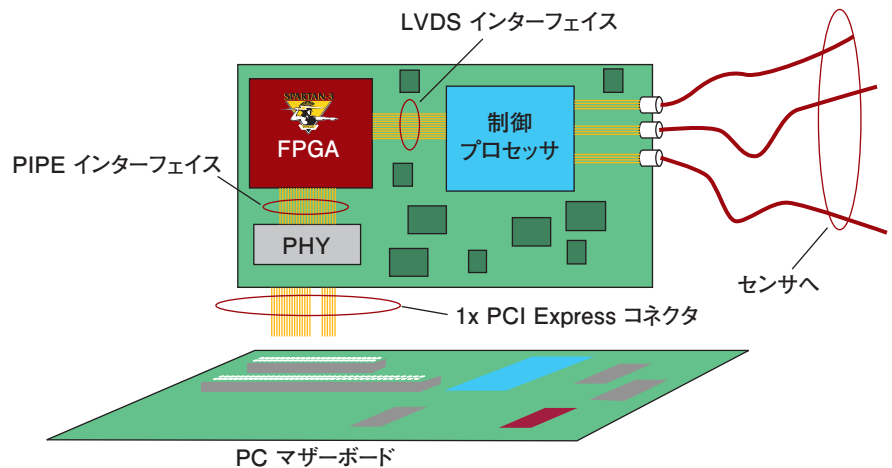 LVDS インターフェイス
SPARTAN-3
FPGA
制御
プロセッサ
PIPE インターフェイス
PHY
センサへ
1x PCI Express コネクタ
PC マザーボード